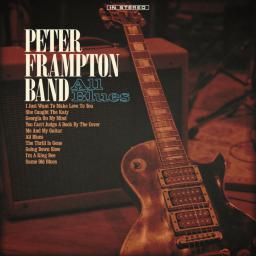 IN STEREO
PETER
FRAMPTON
BAND All
Blues
I Just Want To Make Love To You
She Caught The Katy
Georgia On My Mind
You Can't Judge A Book By The Cover
Me And My Guitar
All Blues
The Thrill Is Gone
Going Down Slow
I'm A King Bee
Same Old Blues